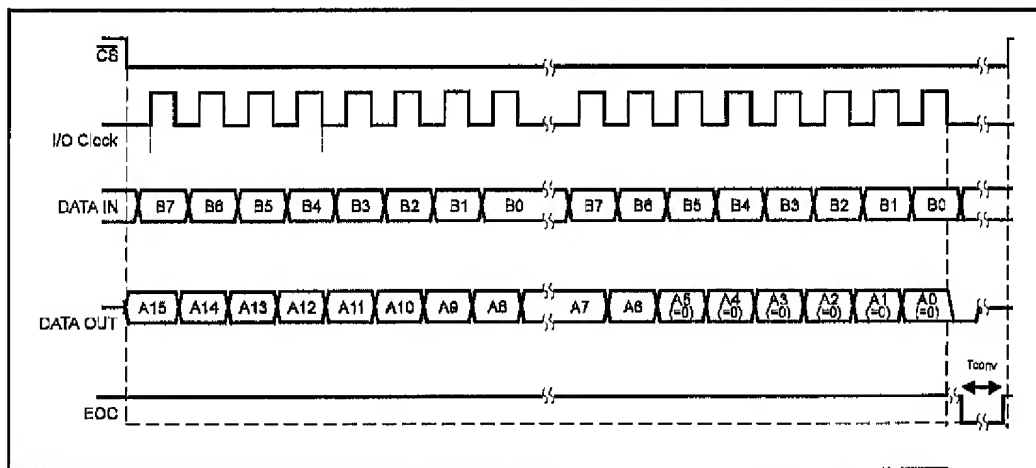 CS
I/O Clock
DATA IN B7 B6 B5 B4 B3 B2 B1 B0 B7 B6 B5 B4 B3 B2 B1 B0
DATA OUT A15 A14 A13 A12 A11 A10 A9 A8 A7 A6 A5 (=0) A4 (=0) A3 (=0) A2 (=0) A1 (=0) A0 (=0)
Tconv
EOC